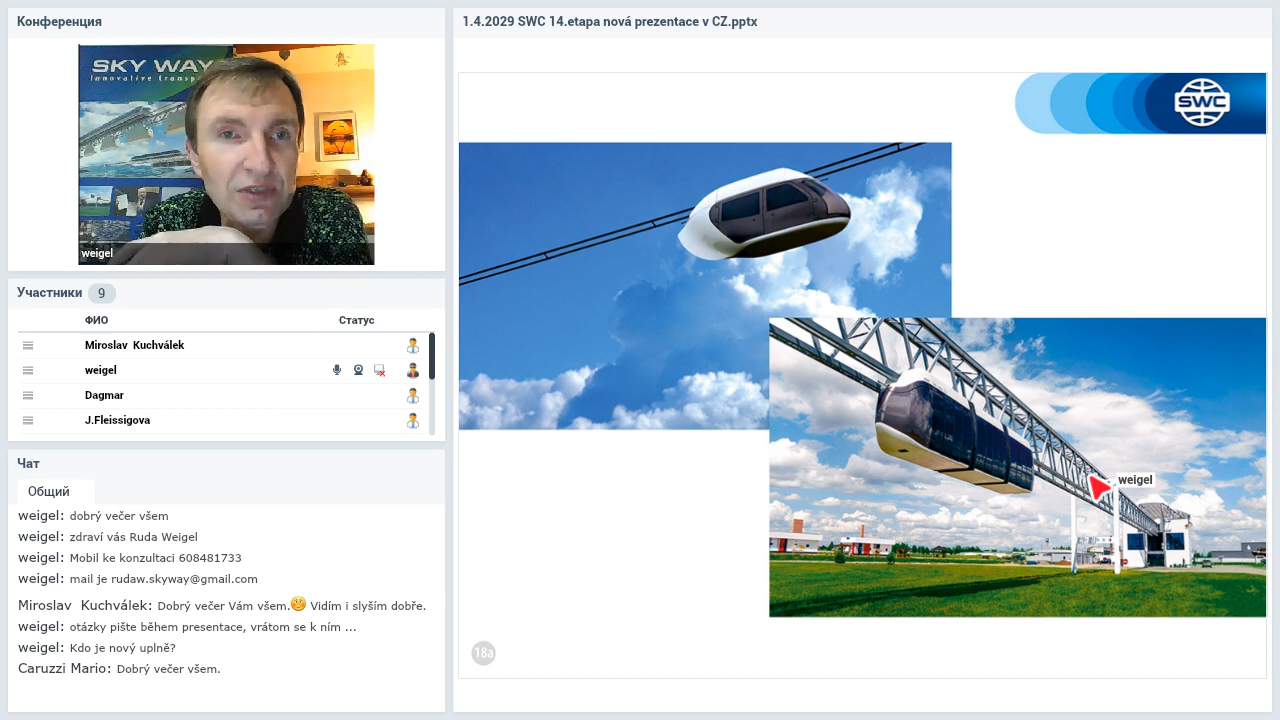 Конференция
SKY WAY
Innovative transp
weigel
Участники 9
ФИО Статус
Miroslav Kuchválek
weigel
Dagmar
J.Fleissigova
Чат
Общий
weigel: dobrý večer všem
weigel: zdraví vás Ruda Weigel
weigel: Mobil ke konzultaci 608481733
weigel: mail je rudaw.skyway@gmail.com
Miroslav Kuchválek: Dobrý večer Vám všem. Vidím i slyším dobře.
weigel: otázky pište během presentace, vrátom se k ním ...
weigel: Kdo je nový uplně?
Caruzzi Mario: Dobrý večer všem.
1.4.2029 SWC 14.etapa nová prezentace v CZ.pptx
SWC
weigel
18a